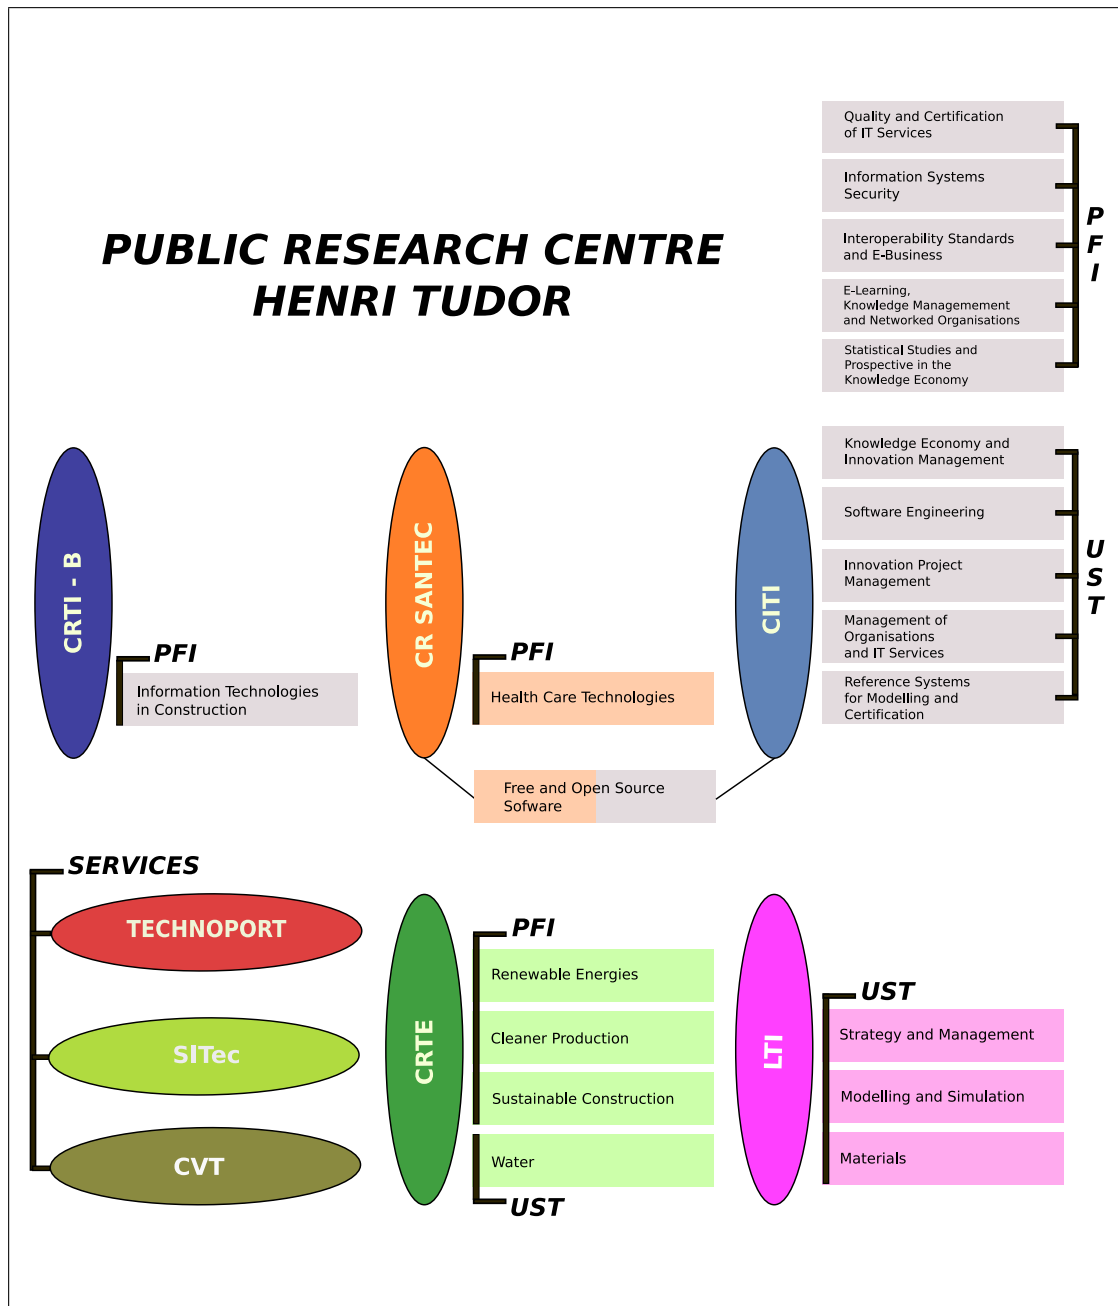 PUBLIC RESEARCH CENTRE
HENRI TUDOR
Quality and Certification
of IT Services
Information Systems
Security
Interoperability Standards
and E-Business
E-Learning,
Knowledge Managemement
and Networked Organisations
Statistical Studies and
Prospective in the
Knowledge Economy
P
F
I
Knowledge Economy and
Innovation Management
Software Engineering
Innovation Project
Management
Management of
Organisations
and IT Services
Reference Systems
for Modelling and
Certification
U
S
T
CRTI - B
PFI
Information Technologies
in Construction
CR SANTEC
PFI
Health Care Technologies
CITI
Free and Open Source
Sofware
SERVICES
TECHNOPORT
SITec
CVT
CRTE
PFI
Renewable Energies
Cleaner Production
Sustainable Construction
Water
UST
LTI
UST
Strategy and Management
Modelling and Simulation
Materials